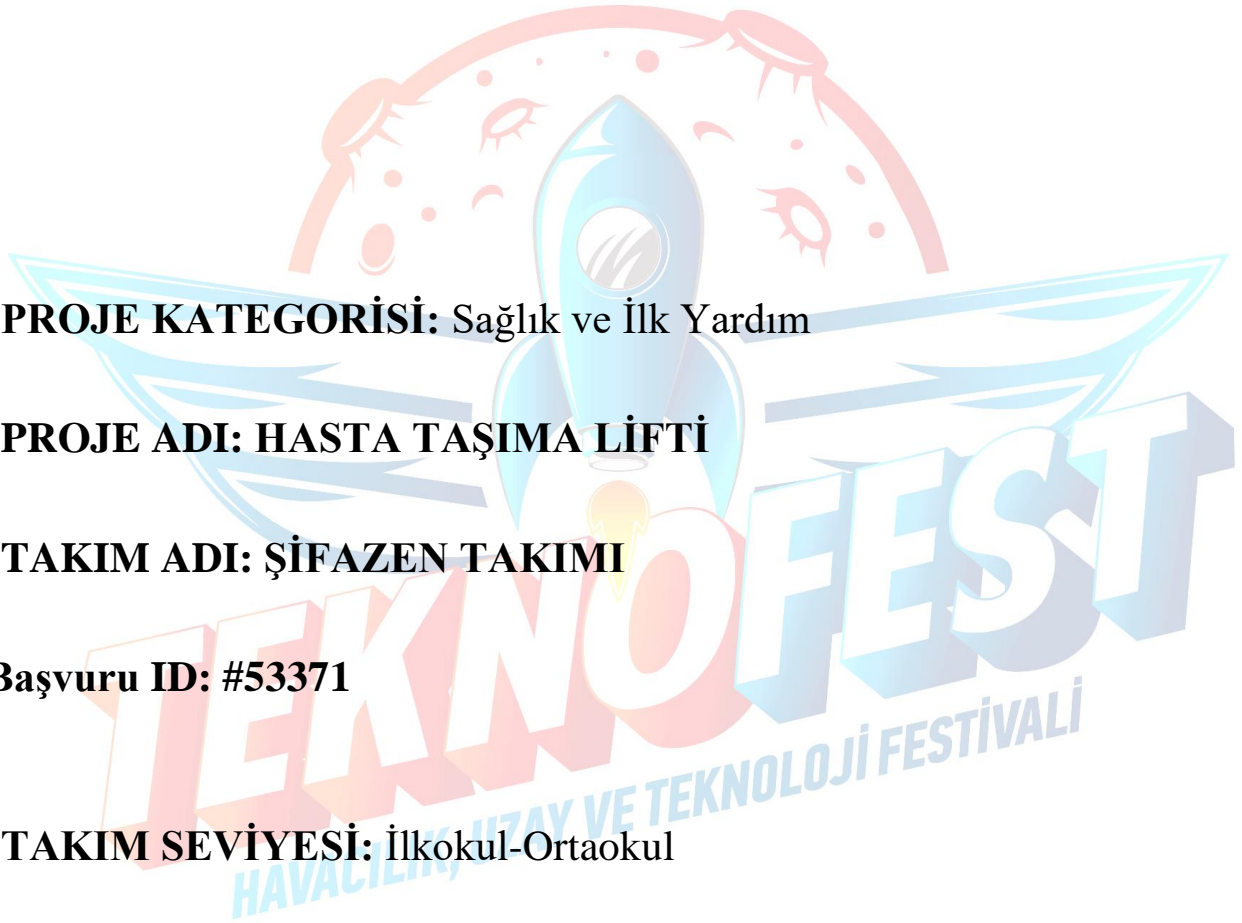 PROJE KATEGORİSİ: Sağlık ve İlk Yardım
PROJE ADI: HASTA TAŞIMA LİFTİ
TAKIM ADI: ŞİFAZEN TAKIMI
Başvuru ID: #53371
TAKIM SEVİYESİ: İlkokul-Ortaokul
TEKNOFEST
HAVACILIK, UZAY VE TEKNOLOJİ FESTİVALİ